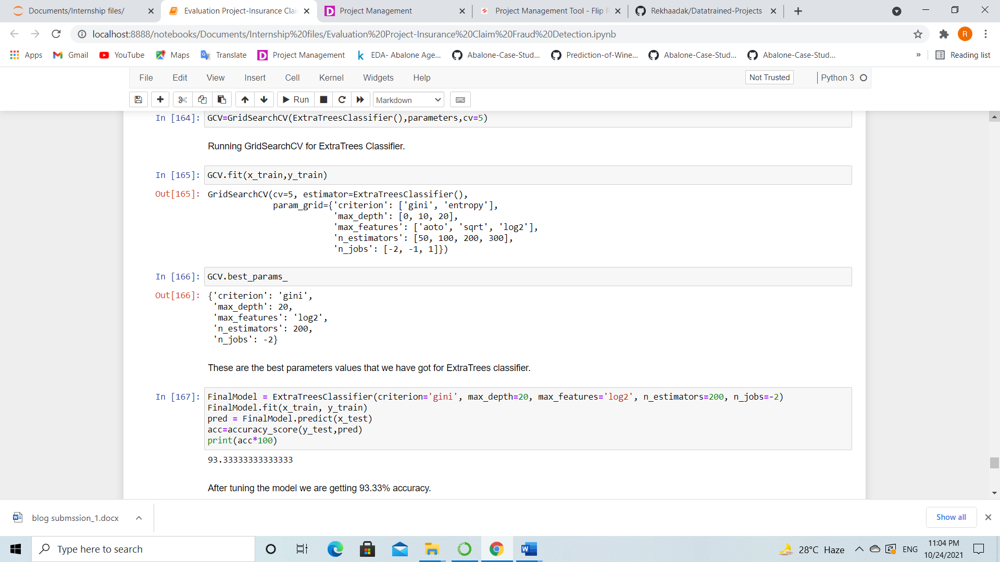 Documents/Internship files/
Evaluation Project-Insurance Clai
Project Management
Project Management Tool - Flip R
Rekhaadak/Datatrained-Projects
localhost:8888/notebooks/Documents/Internship%20files/Evaluation%20Project-Insurance%20Claim%20Fraud%20Detection.ipynb
R
Apps
Gmail
YouTube
Maps
Translate
Project Management
EDA- Abalone Age...
Abalone-Case-Stud...
Prediction-of-Wine...
Abalone-Case-Stud...
Abalone-Case-Stud...
»
Reading list
File Edit View Insert Cell Kernel Widgets Help
Not Trusted
Python 3
Run
Markdown
In [164]: GCV=GridSearchCV(ExtraTreesClassifier(),parameters,cv=5)
Running GridSearchCV for ExtraTrees Classifier.
In [165]: GCV.fit(x_train,y_train)
Out[165]: GridSearchCV(cv=5, estimator=ExtraTreesClassifier(),
param_grid={'criterion': ['gini', 'entropy'],
'max_depth': [0, 10, 20],
'max_features': ['aoto', 'sqrt', 'log2'],
'n_estimators': [50, 100, 200, 300],
'n_jobs': [-2, -1, 1]})
In [166]: GCV.best_params_
Out[166]: {'criterion': 'gini',
'max_depth': 20,
'max_features': 'log2',
'n_estimators': 200,
'n_jobs': -2}
These are the best parameters values that we have got for ExtraTrees classifier.
In [167]: FinalModel = ExtraTreesClassifier(criterion='gini', max_depth=20, max_features='log2', n_estimators=200, n_jobs=-2)
FinalModel.fit(x_train, y_train)
pred = FinalModel.predict(x_test)
acc=accuracy_score(y_test,pred)
print(acc*100)
93.33333333333333
After tuning the model we are getting 93.33% accuracy.
blog submssion_1.docx
Show all
Type here to search
28°C Haze
ENG
11:04 PM
10/24/2021